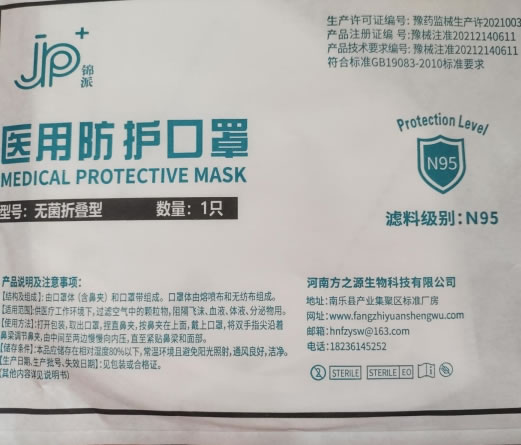 jp+
锦派
生产许可证编号:豫药监械生产许2021003
产品注册证编 号:豫械注准20212140611
产品技术要求编号:豫械注准20212140611
符合标准GB19083-2010标准要求
医用防护口罩
MEDICAL PROTECTIVE MASK
型号:无菌折叠型 数量:1只
Protection Level
N95
滤料级别:N95
产品说明及注意事项:
【结构及组成】:由口罩体(含鼻夹)和口罩带组成。口罩体由熔喷布和无纺布组成。
【适用范围】:供医疗工作环境下,过滤空气中的颗粒物,阻隔飞沫、血液、体液、分泌物用。
【使用方法】:打开包装,取出口罩,捏直鼻夹,按鼻夹在上面,戴上口罩,将双手指尖沿着
鼻梁调节鼻夹,由中间至两边慢慢向内压,直至紧贴鼻梁和面部。
【储存条件】:本品应储存在相对湿度80%以下,常温环境且避免阳光照射,通风良好,洁净。
【生产日期、生产批号、失效日期】:见包装或合格证。
【其他内容详见说明书】
河南方之源生物科技有限公司
地址:南乐县产业集聚区标准厂房
网址:www.fangzhiyuanshengwu.com
邮箱:hnfzysw@163.com
电话:18236145252
2 STERILE STERILE EO